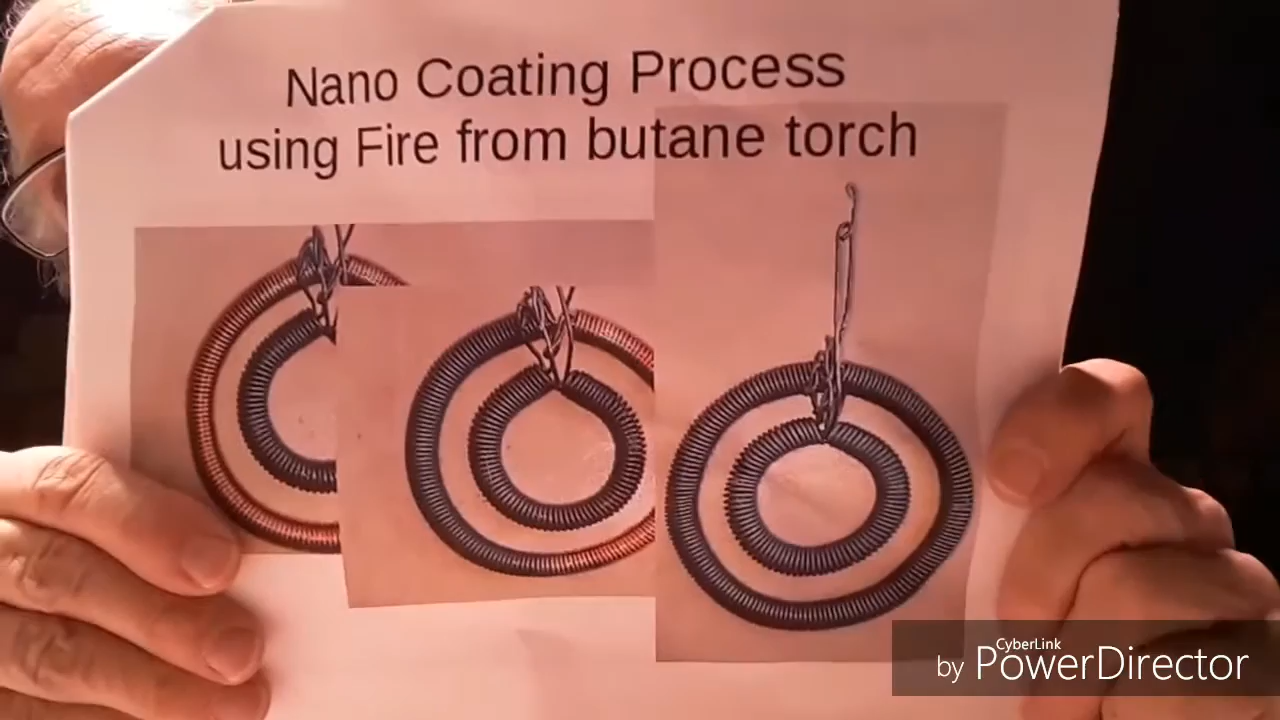 Nano Coating Process
using Fire from butane torch
CyberLink
by PowerDirector